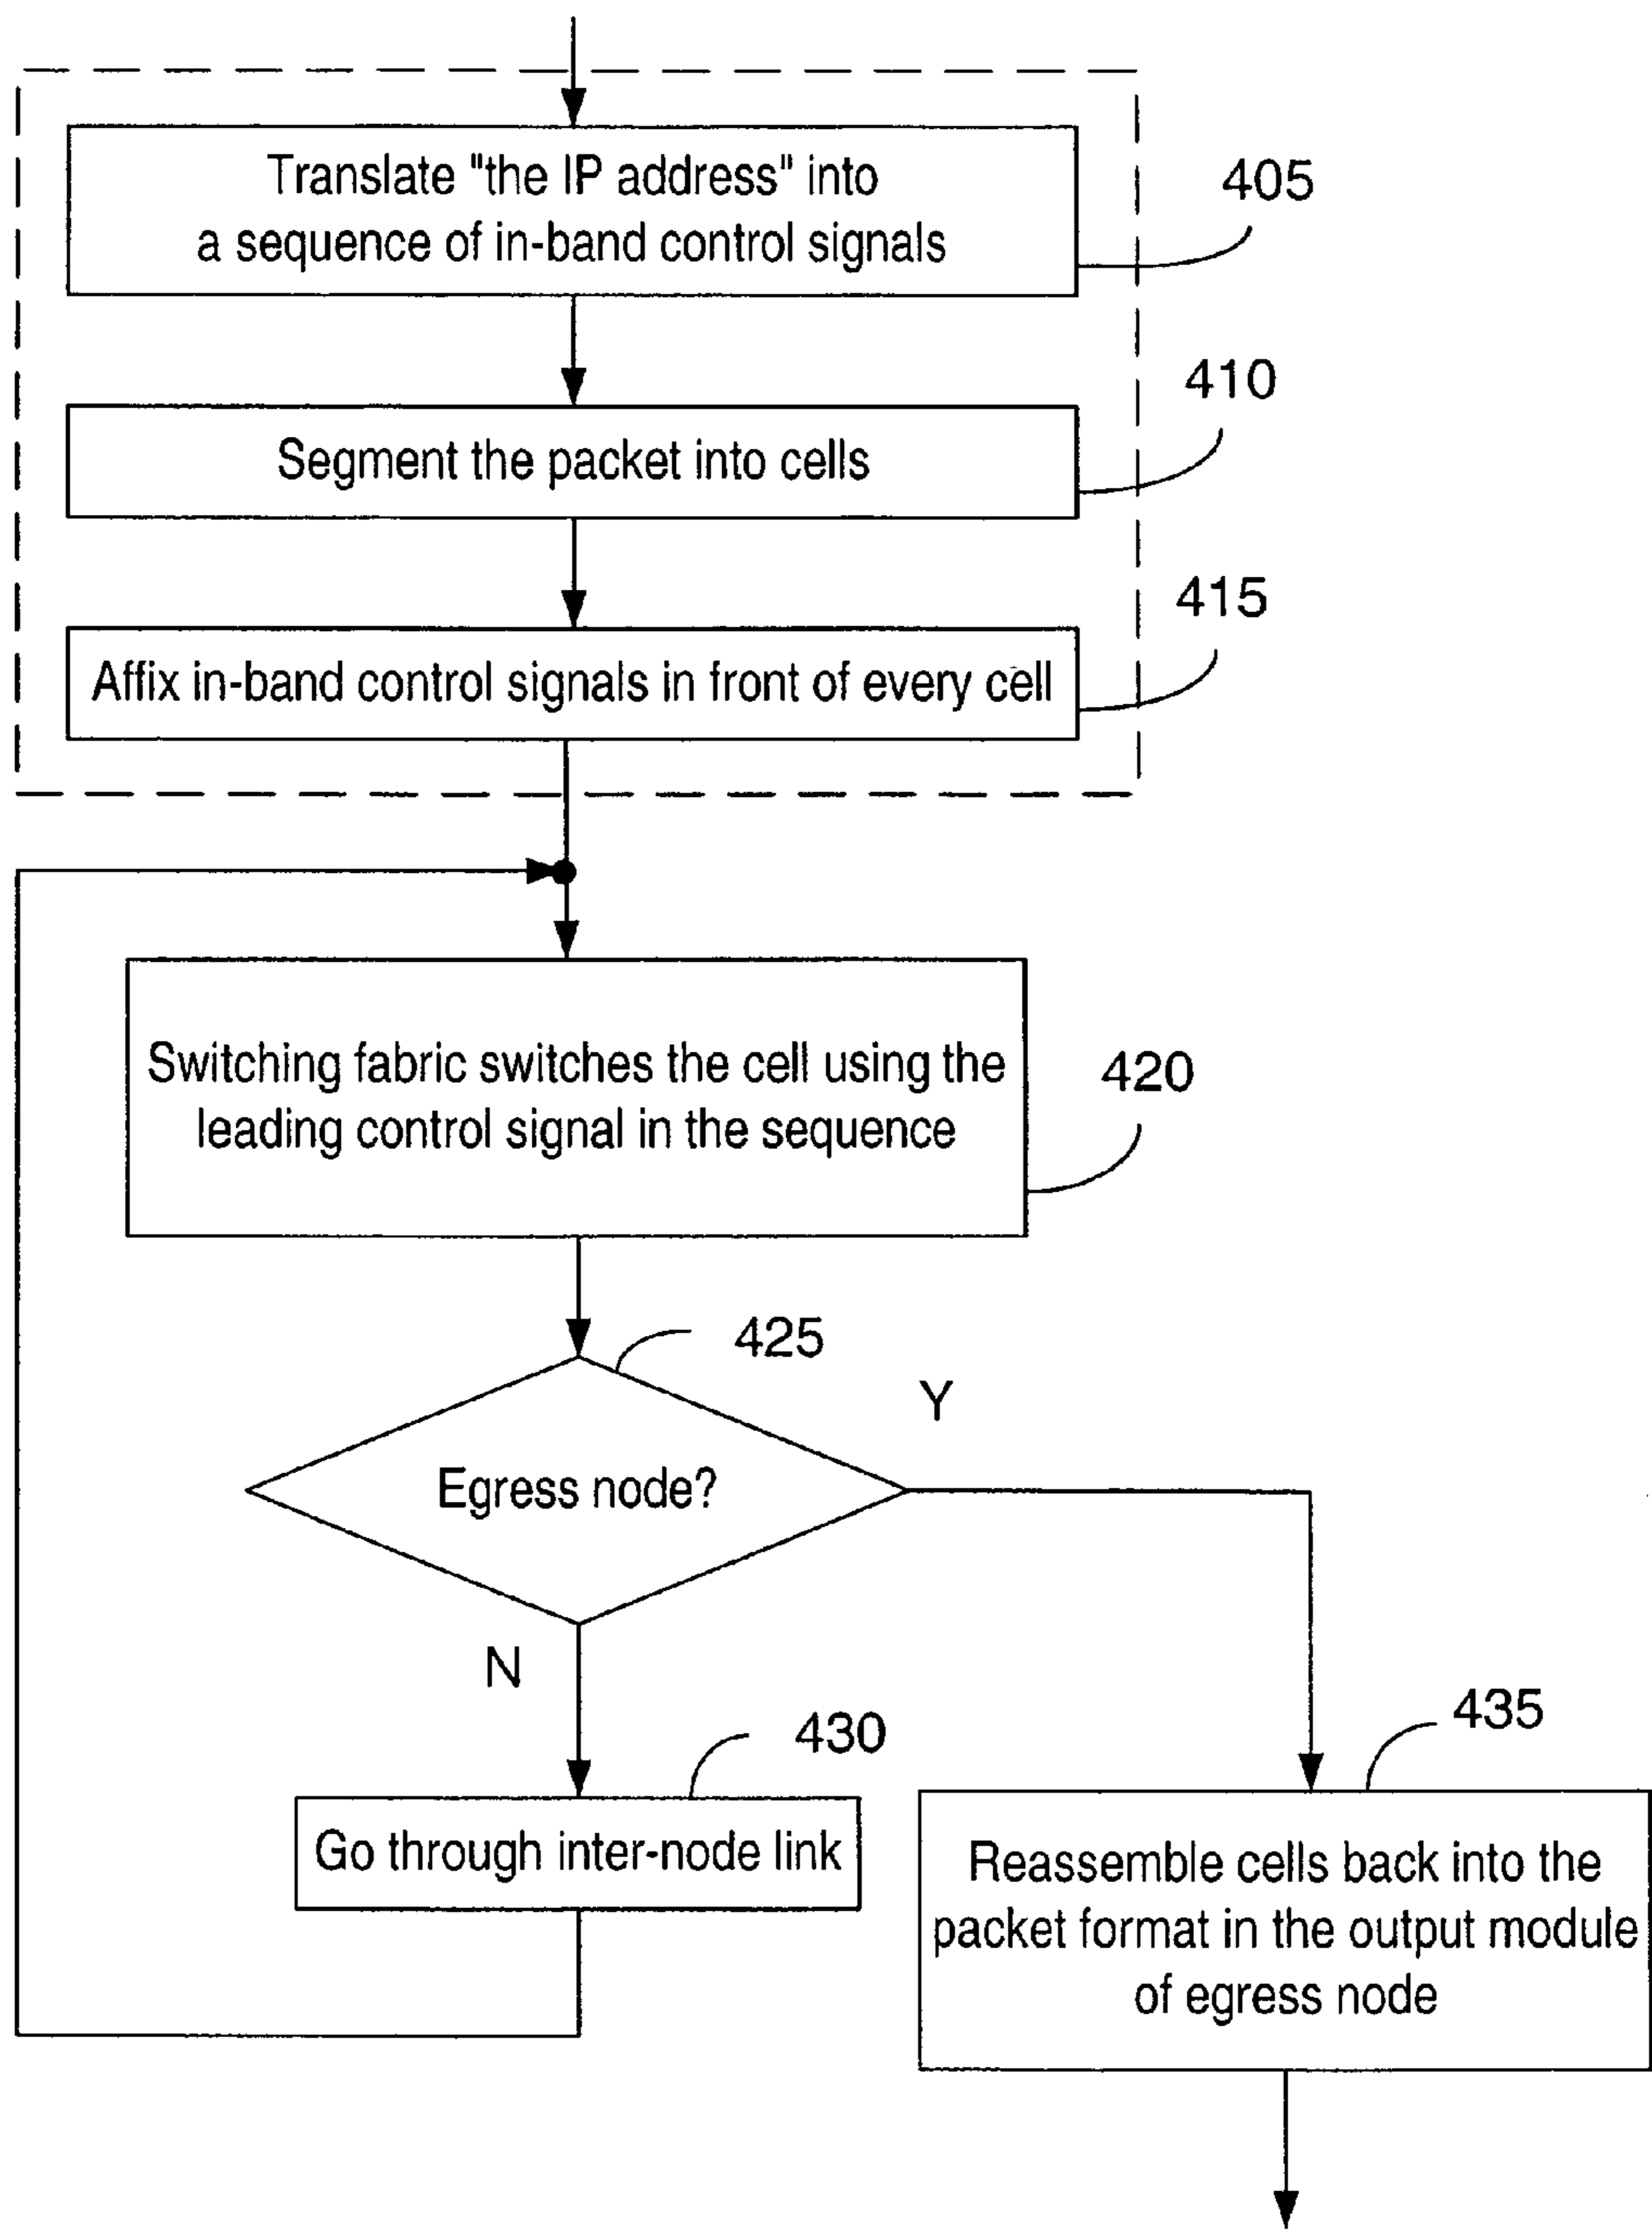 Translate "the IP address" into
a sequence of in-band control signals
405
Segment the packet into cells
410
Affix in-band control signals in front of every cell
415
Switching fabric switches the cell using the
leading control signal in the sequence
420
425
Egress node?
Y
N
430
Go through inter-node link
435
Reassemble cells back into the
packet format in the output module
of egress node